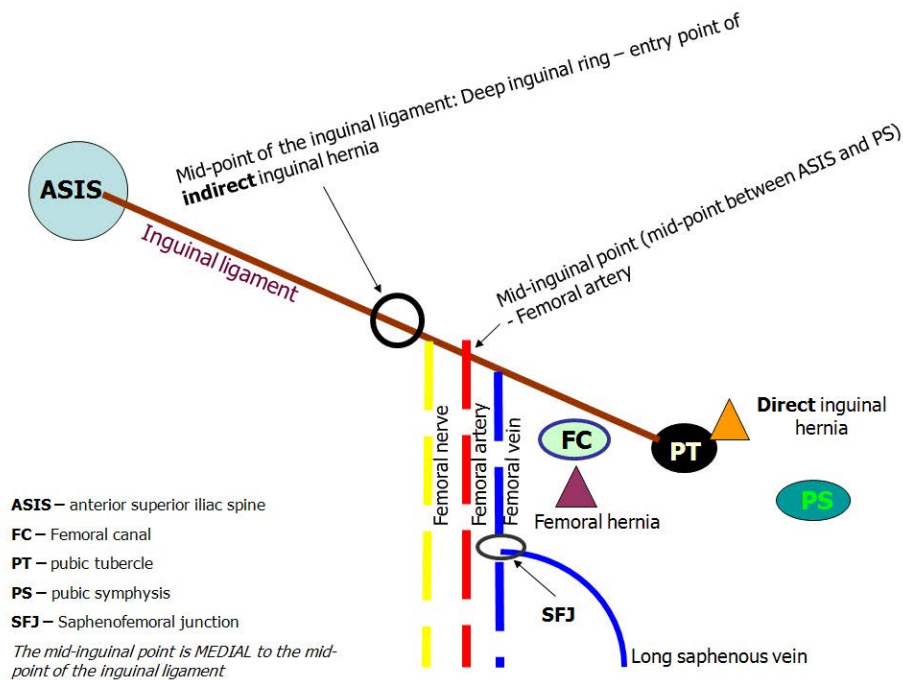 Mid-point of the inguinal ligament: Deep inguinal ring – entry point of
indirect inguinal hernia
ASIS
Inguinal ligament
Mid-inguinal point (mid-point between ASIS and PS)
- Femoral artery
Direct inguinal
hernia
FC
PT
PS
Femoral nerve
Femoral artery
Femoral vein
Femoral hernia
SFJ
Long saphenous vein
ASIS – anterior superior iliac spine
FC – Femoral canal
PT – pubic tubercle
PS – pubic symphysis
SFJ – Saphenofemoral junction
The mid-inguinal point is MEDIAL to the mid-
point of the inguinal ligament